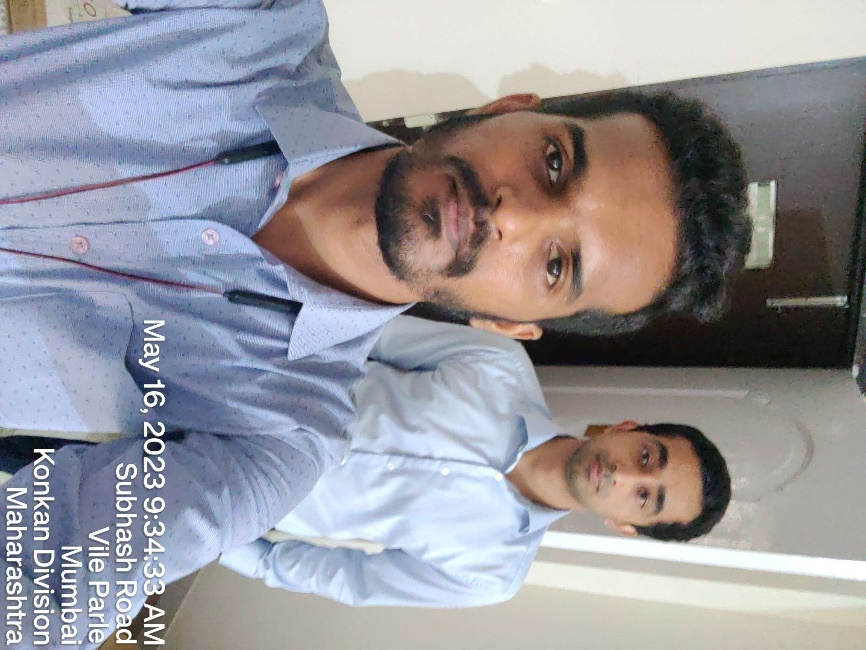 May 16, 2023 9:34:33 AM
Subhash Road
Vile Parle
Mumbai
Konkan Division
Maharashtra